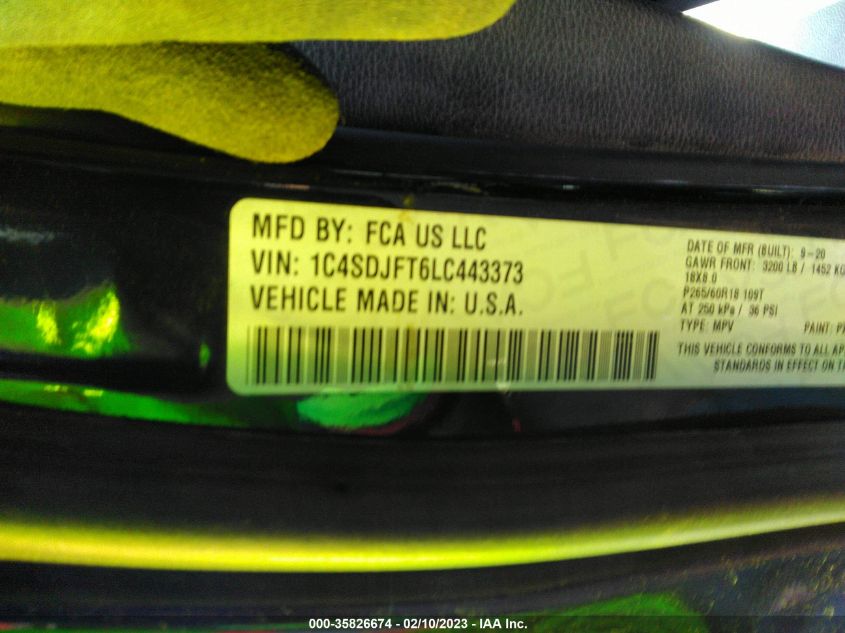 MFD BY: FCA US LLC
VIN: 1C4SDJFT6LC443373
VEHICLE MADE IN: U.S.A.
DATE OF MFR (BUILT): 9-20
GAWR FRONT: 3200 LB / 1452 KG
18X8.0
P265/60R18 109T
AT 250 kPa / 36 PSI
TYPE: MPV PAINT:
THIS VEHICLE CONFORMS TO ALL
STANDARDS IN EFFECT ON
000-35826674 - 02/10/2023 - IAA Inc.